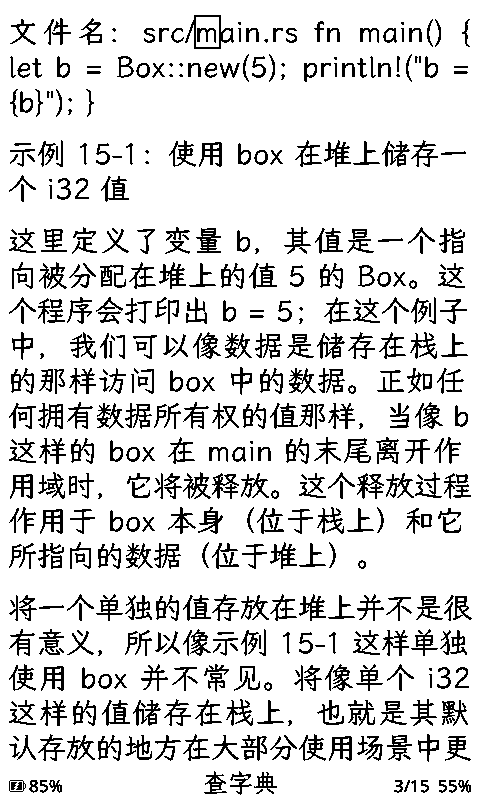 文件名： src/main.rs fn main() {
let b = Box::new(5); println!("b =
{b}"); }
示例 15-1：使用 box 在堆上储存一
个 i32 值
这里定义了变量 b，其值是一个指
向被分配在堆上的值 5 的 Box。这
个程序会打印出 b = 5；在这个例子
中，我们可以像数据是储存在栈上
的那样访问 box 中的数据。正如任
何拥有数据所有权的值那样，当像 b
这样的 box 在 main 的末尾离开作
用域时，它将被释放。这个释放过程
作用于 box 本身（位于栈上）和它
所指向的数据（位于堆上）。
将一个单独的值存放在堆上并不是很
有意义，所以像示例 15-1 这样单独
使用 box 并不常见。将像单个 i32
这样的值储存在栈上，也就是其默
认存放的地方在大部分使用场景中更
85% 查字典 3/15 55%